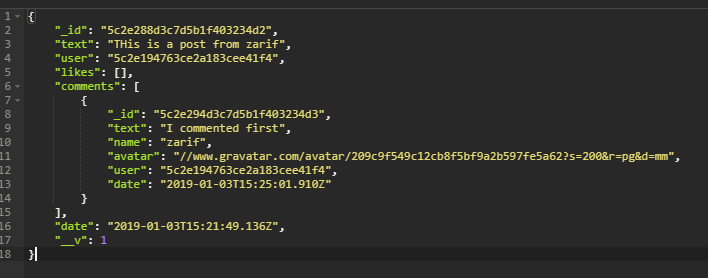 1 {
2 "_id": "5c2e288d3c7d5b1f403234d2",
3 "text": "THis is a post from zarif",
4 "user": "5c2e194763ce2a183cee41f4",
5 "likes": [],
6 "comments": [
7 {
8 "_id": "5c2e294d3c7d5b1f403234d3",
9 "text": "I commented first",
10 "name": "zarif",
11 "avatar": "//www.gravatar.com/avatar/209c9f549c12cb8f5bf9a2b597fe5a62?s=200&r=pg&d=mm",
12 "user": "5c2e194763ce2a183cee41f4",
13 "date": "2019-01-03T15:25:01.910Z"
14 }
15 ],
16 "date": "2019-01-03T15:21:49.136Z",
17 "__v": 1
18 }